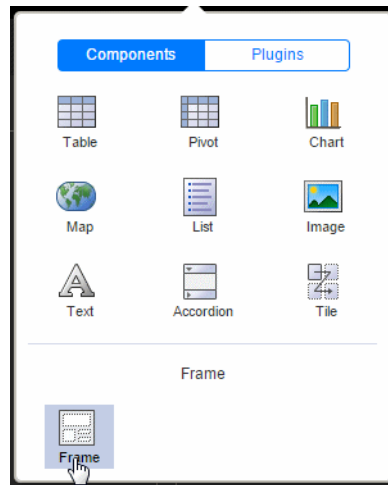 Components Plugins
Table Pivot Chart
Map List Image
Text Accordion Tile
Frame
Frame